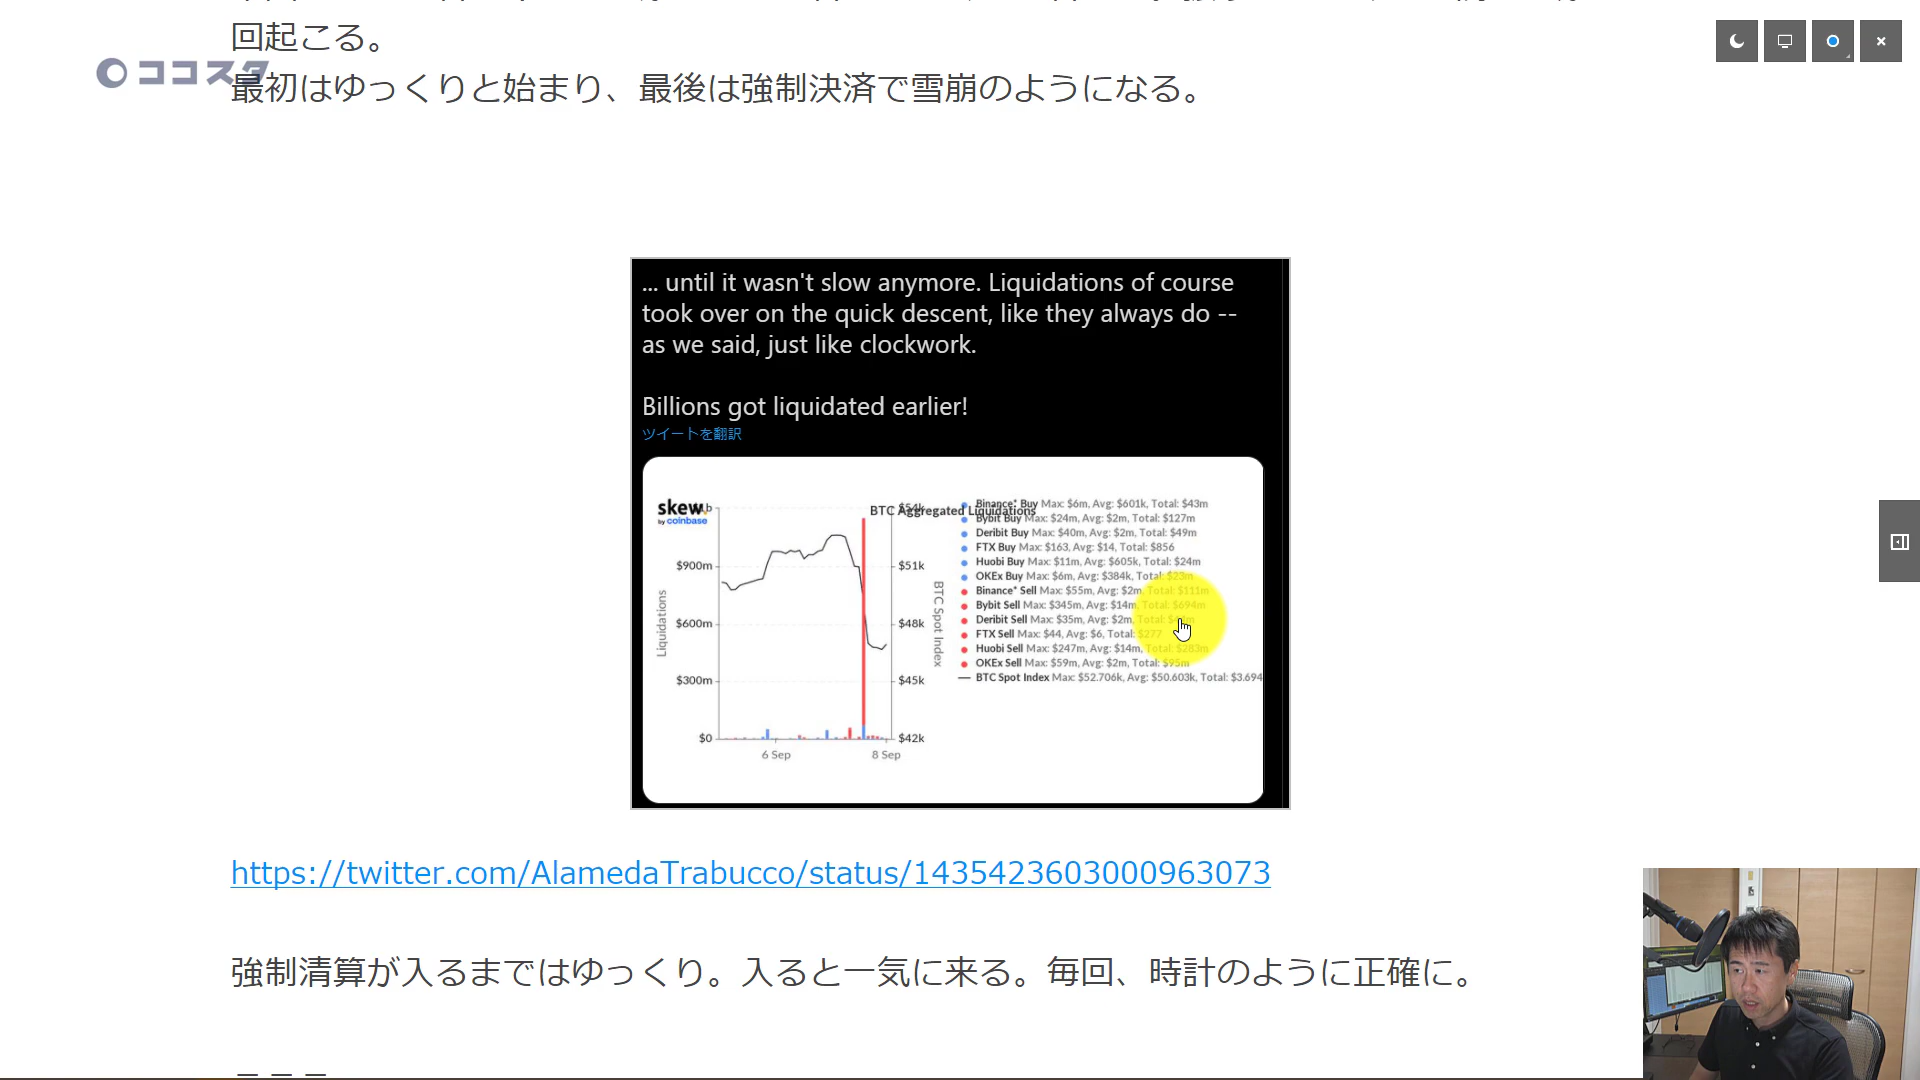 回起こる。
ココスタ
最初はゆっくりと始まり、最後は強制決済で雪崩のようになる。
... until it wasn't slow anymore. Liquidations of course
took over on the quick descent, like they always do --
as we said, just like clockwork.
Billions got liquidated earlier!
ツイートを翻訳
skew.
by coinbase
BTC Aggregated Liquidations
1b
$900m
$600m
$300m
$0
Liquidations
$54k
$51k
$48k
$45k
$42k
BTC Spot Index
6 Sep
8 Sep
Binance* Buy Max: $6m, Avg: $601k, Total: $43m
Bybit Buy Max: $24m, Avg: $2m, Total: $127m
Deribit Buy Max: $40m, Avg: $2m, Total: $49m
FTX Buy Max: $163, Avg: $14, Total: $856
Huobi Buy Max: $11m, Avg: $605k, Total: $24m
OKEx Buy Max: $6m, Avg: $384k, Total: $23m
Binance* Sell Max: $55m, Avg: $2m, Total: $111m
Bybit Sell Max: $345m, Avg: $14m, Total: $694m
Deribit Sell Max: $35m, Avg: $2m, Total:
FTX Sell Max: $44, Avg: $6, Total: $277
Huobi Sell Max: $247m, Avg: $14m, Total: $283m
OKEx Sell Max: $59m, Avg: $2m, Total: $95m
BTC Spot Index Max: $52.706k, Avg: $50.603k, Total: $3.694
https://twitter.com/AlamedaTrabucco/status/1435423603000963073
強制清算が入るまではゆっくり。入ると一気に来る。毎回、時計のように正確に。